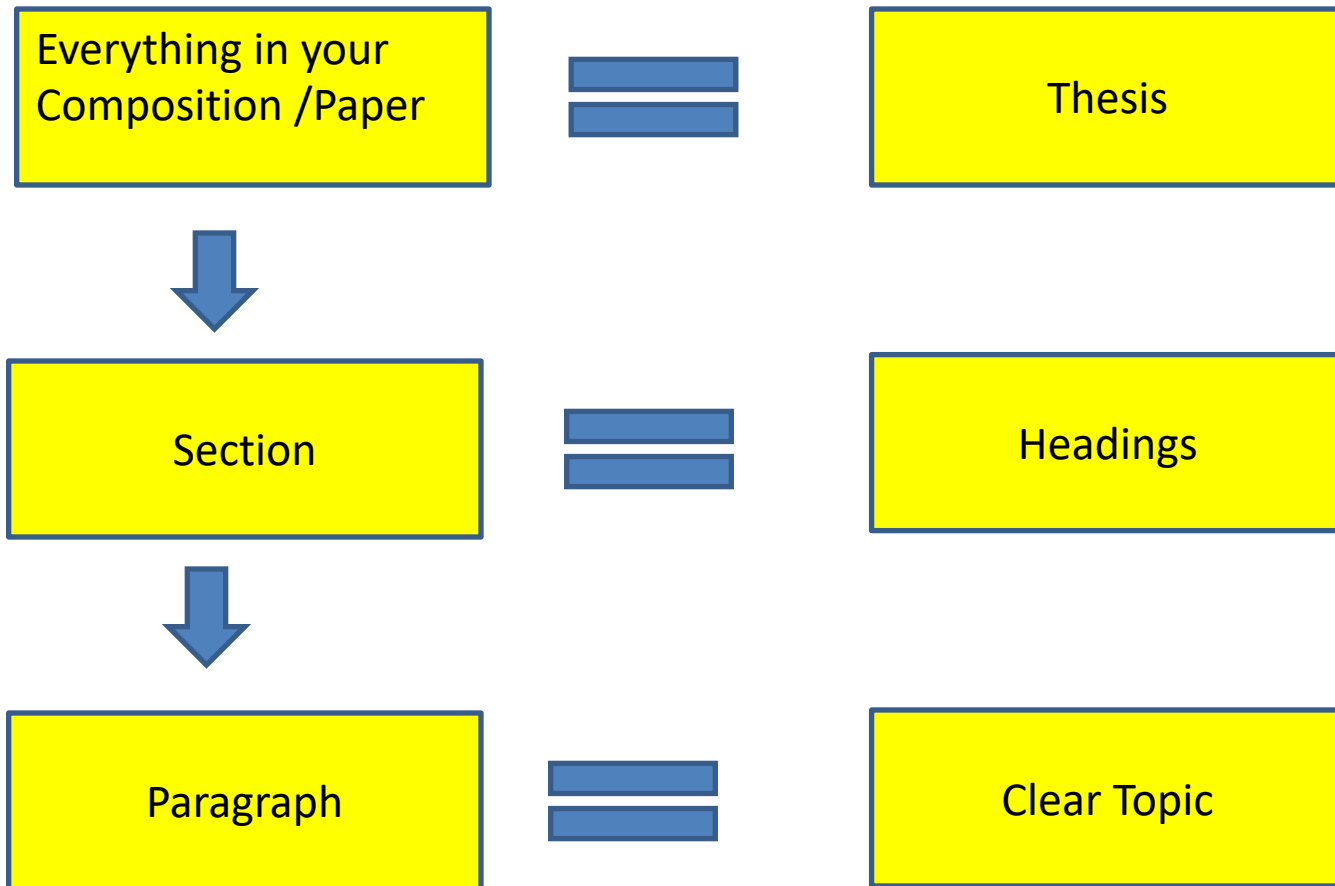 Everything in your
Composition /Paper
Thesis
Section
Headings
Paragraph
Clear Topic